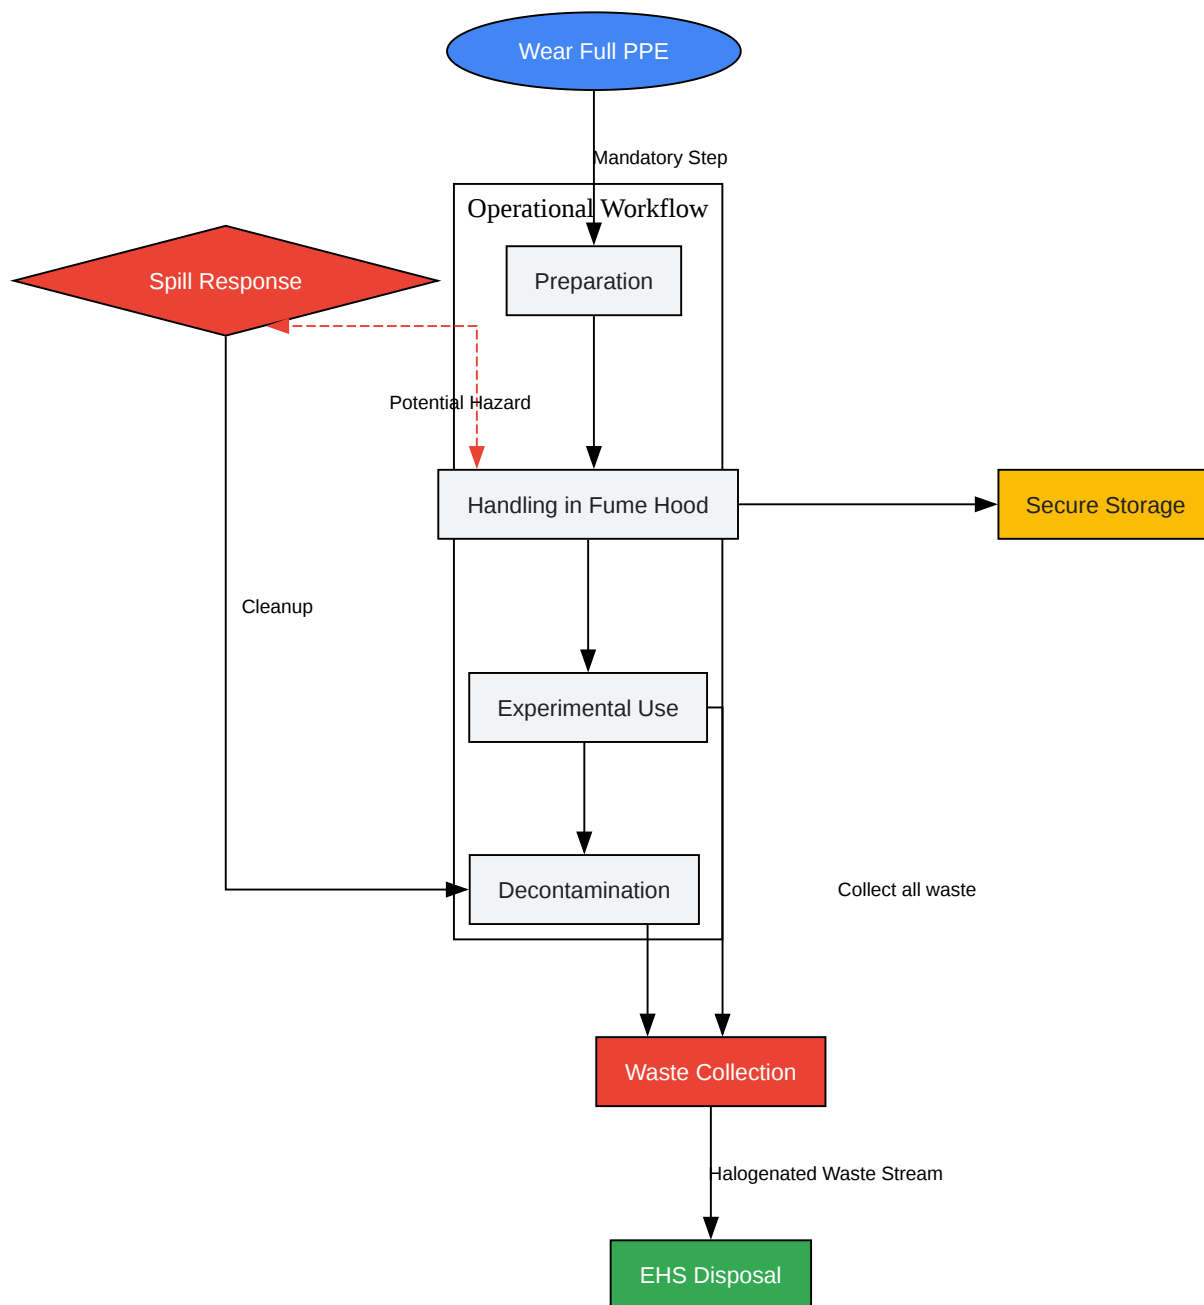 Wear Full PPE
Mandatory Step
Operational Workflow
Spill Response
Preparation
Potential Hazard
Handling in Fume Hood
Secure Storage
Cleanup
Experimental Use
Decontamination
Collect all waste
Waste Collection
Halogenated Waste Stream
EHS Disposal